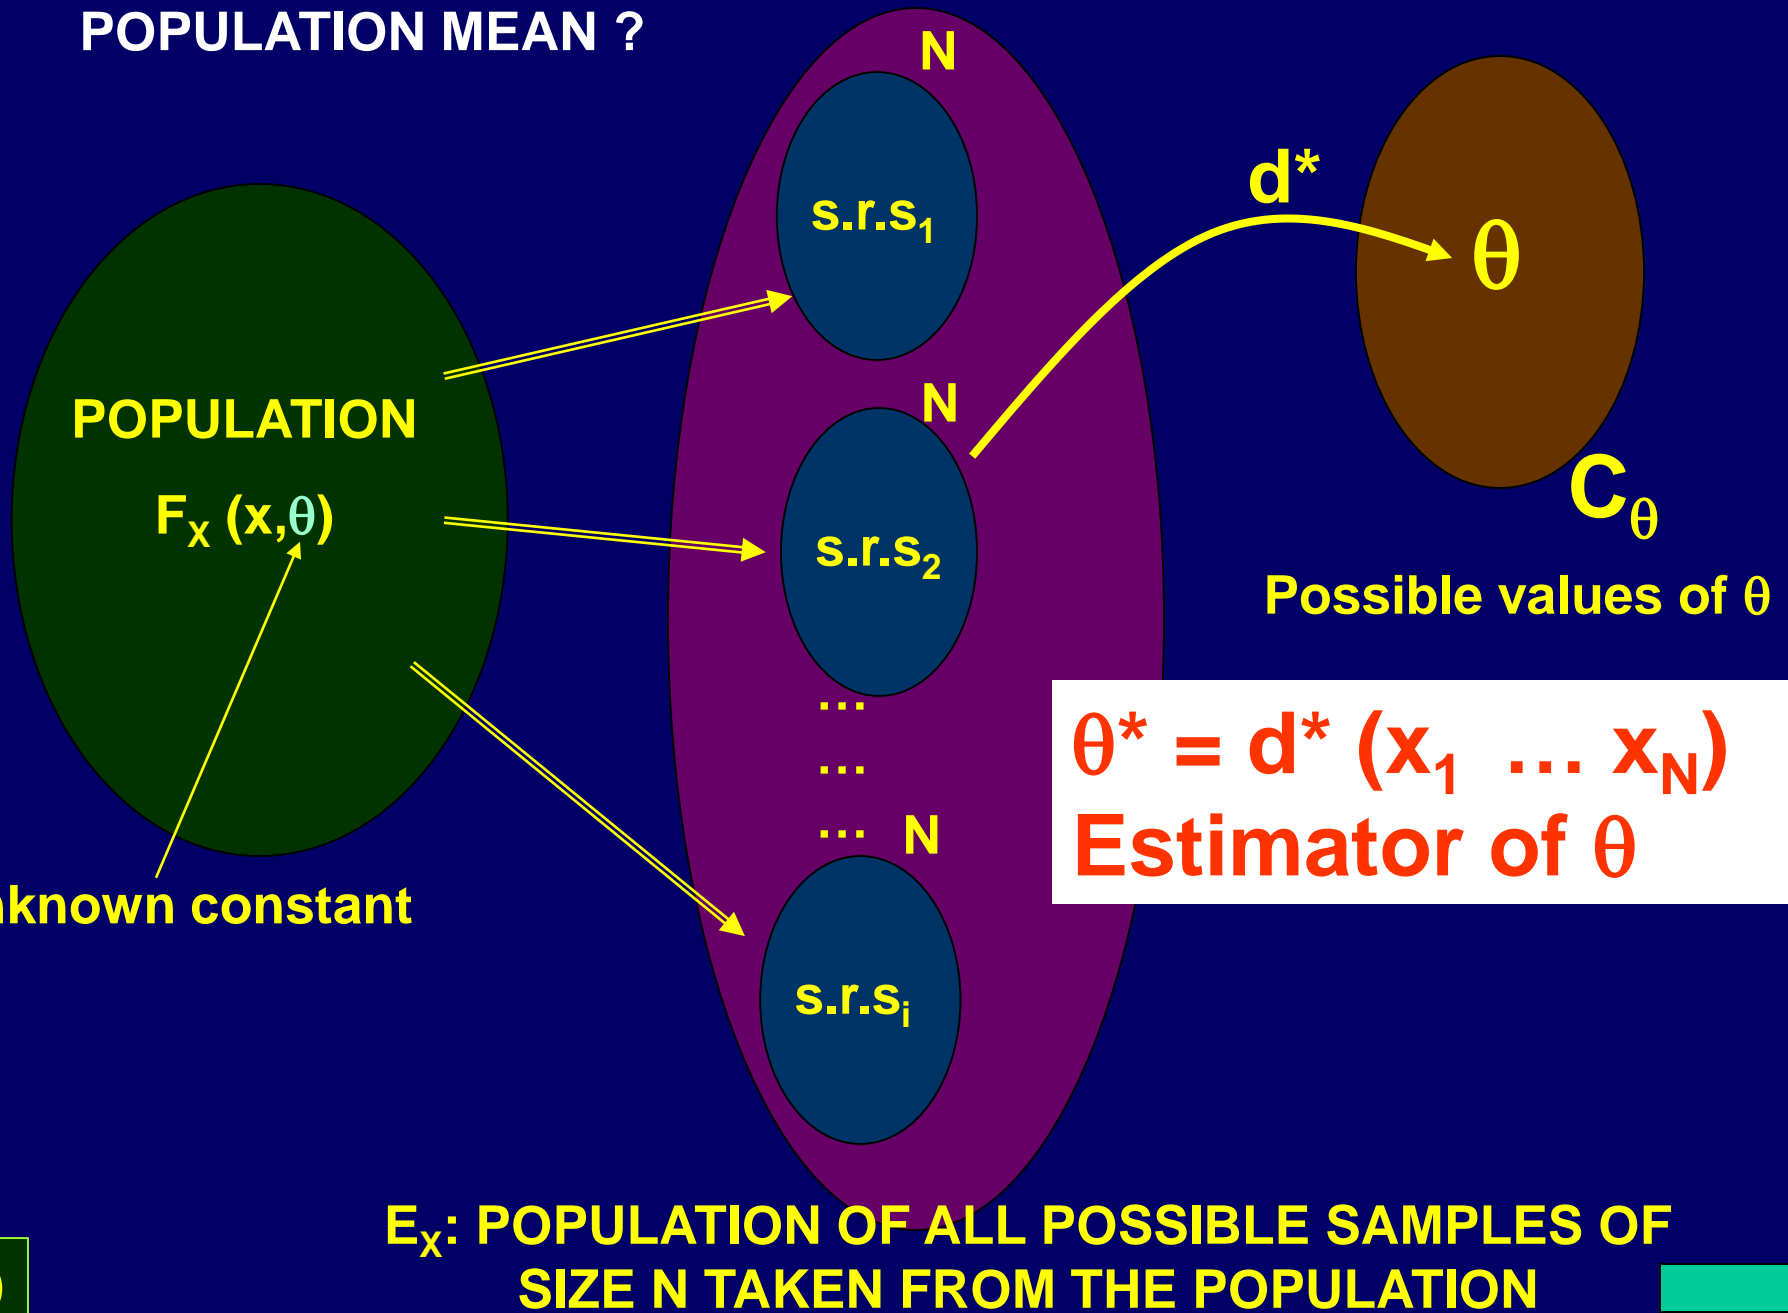 POPULATION MEAN ?
N
s.r.s1
d*
θ
N
POPULATION
Cθ
FX (x,θ)
s.r.s2
Possible values of θ
...
θ* = d* (x1 ... xN)
...
... N
Estimator of θ
constant
s.r.si
EX: POPULATION OF ALL POSSIBLE SAMPLES OF
SIZE N TAKEN FROM THE POPULATION